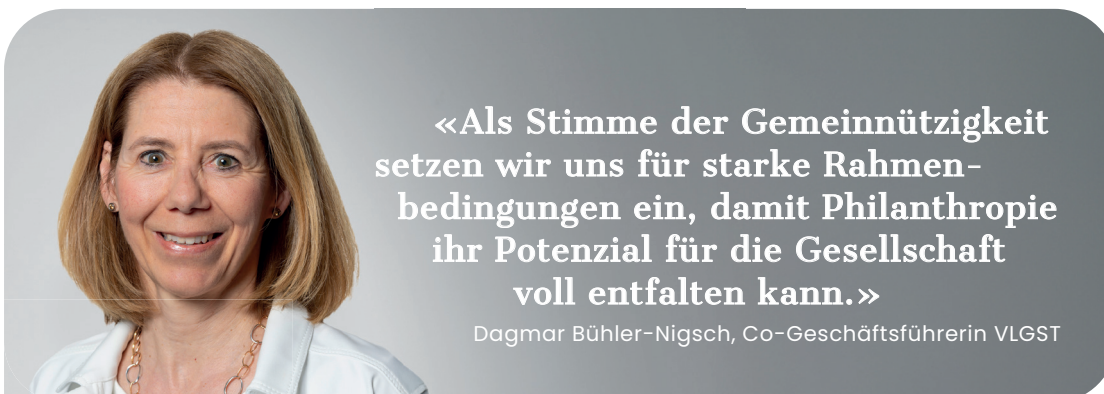 «Als Stimme der Gemeinnützigkeit
setzen wir uns für starke Rahmen-
bedingungen ein, damit Philanthropie
ihr Potenzial für die Gesellschaft
voll entfalten kann.»
Dagmar Bühler-Nigsch, Co-Geschäftsführerin VLGST